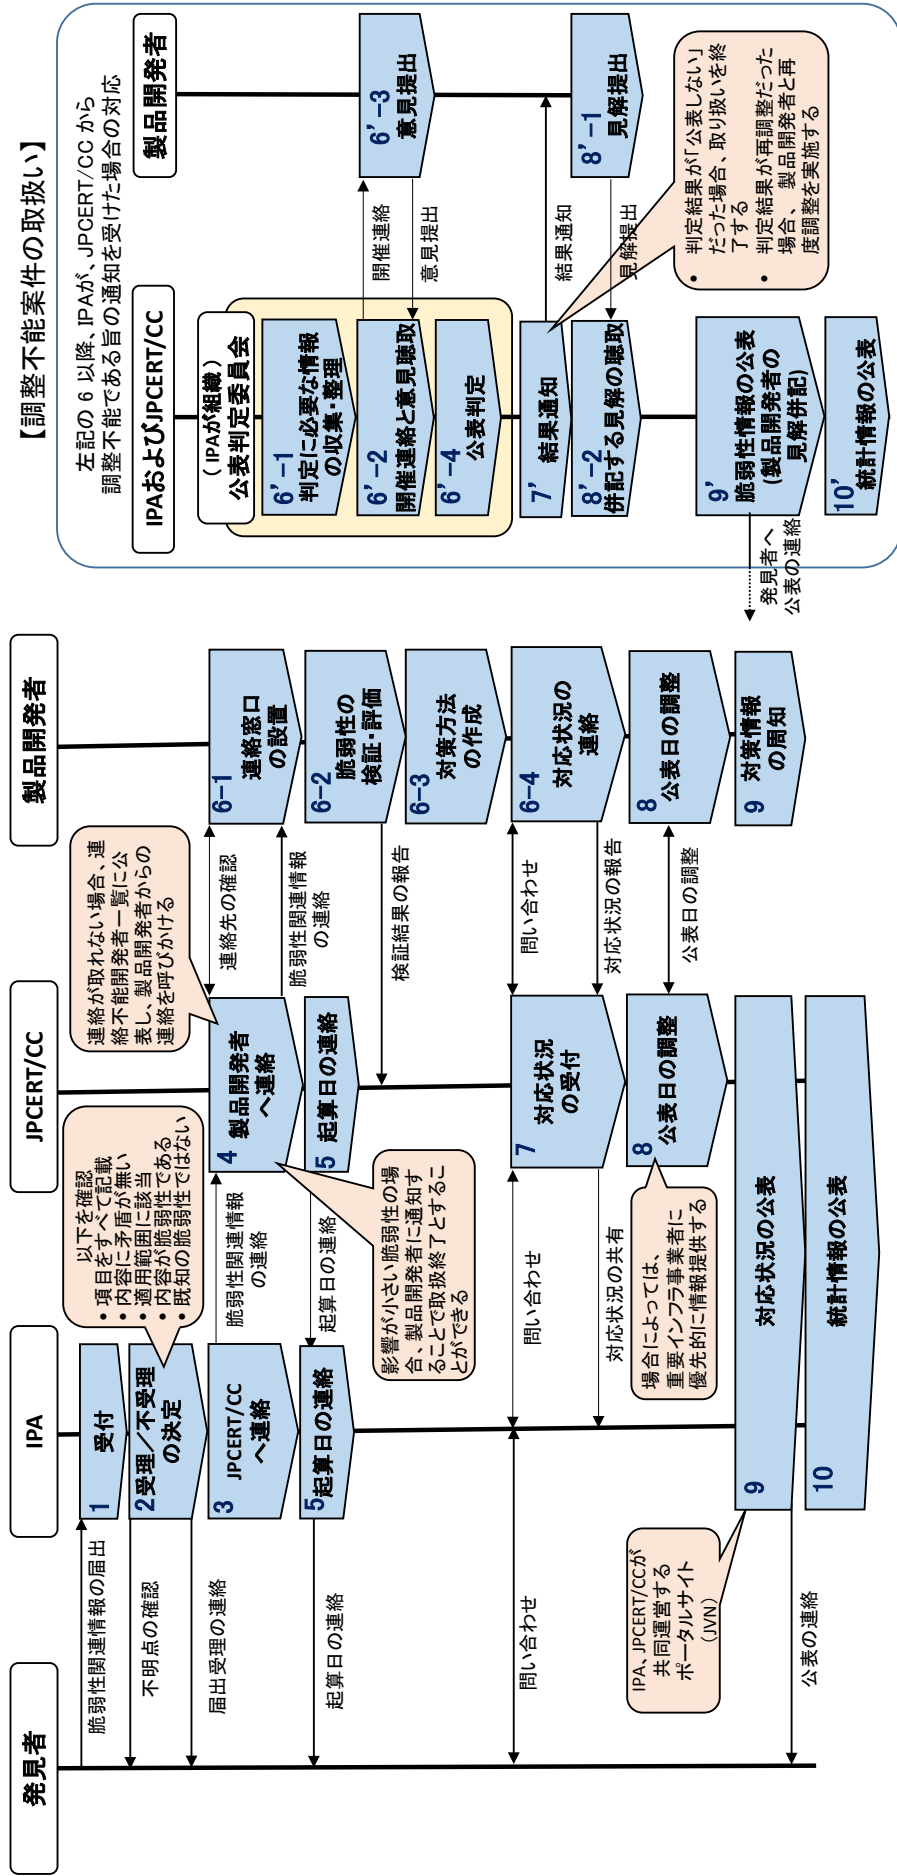 発見者
IPA
JPCERT/CC
製品開発者
脆弱性関連情報の届出
1
受付
不明点の確認
2
受理／不受理
の決定
以下を確認
• 項目をすべて記載
• 内容に矛盾が無い
• 適用範囲に該当
• 内容が脆弱性である
• 既知の脆弱性ではない
届出受理の連絡
3
JPCERT/CC
へ連絡
脆弱性関連情報
の連絡
4
製品開発者
へ連絡
連絡が取れない場合、連
絡不能開発者一覧に公
表し、製品開発者からの
連絡を呼びかける
連絡先の確認
脆弱性関連情報
の連絡
6-1
連絡窓口
の設置
起算日の連絡
5
起算日の連絡
起算日の連絡
5
起算日の連絡
影響が小さい脆弱性の場
合、製品開発者に通知す
ることで取扱終了とするこ
とができる
6-2
脆弱性の
検証・評価
検証結果の報告
6-3
対策方法
の作成
問い合わせ
問い合わせ
7
対応状況
の受付
問い合わせ
6-4
対応状況の
連絡
対応状況の共有
対応状況の報告
場合によっては、
重要インフラ事業者に
優先的に情報提供する
8
公表日の調整
公表日の調整
8
公表日の調整
IPA、JPCERT/CCが
共同運営する
ポータルサイト
（JVN）
9
対応状況の公表
9
対策情報
の周知
公表の連絡
10
統計情報の公表
【調整不能案件の取扱い】
左記の 6 以降、IPAが、JPCERT/CC から
調整不能である旨の通知を受けた場合の対応
IPAおよびJPCERT/CC
製品開発者
（IPAが組織）
公表判定委員会
6’-1
判定に必要な情報
の収集・整理
6’-2
開催連絡と意見聴取
開催連絡
意見提出
6’-3
意見提出
6’-4
公表判定
7’
結果通知
結果通知
8’-2
併記する見解の聴取
見解提出
8’-1
見解提出
• 判定結果が「公表しない」
だった場合、取り扱いを終
了する
• 判定結果が再調整だった
場合、製品開発者と再
度調整を実施する
9’
脆弱性情報の公表
(製品開発者の
見解併記)
発見者へ
公表の連絡
10’
統計情報の公表